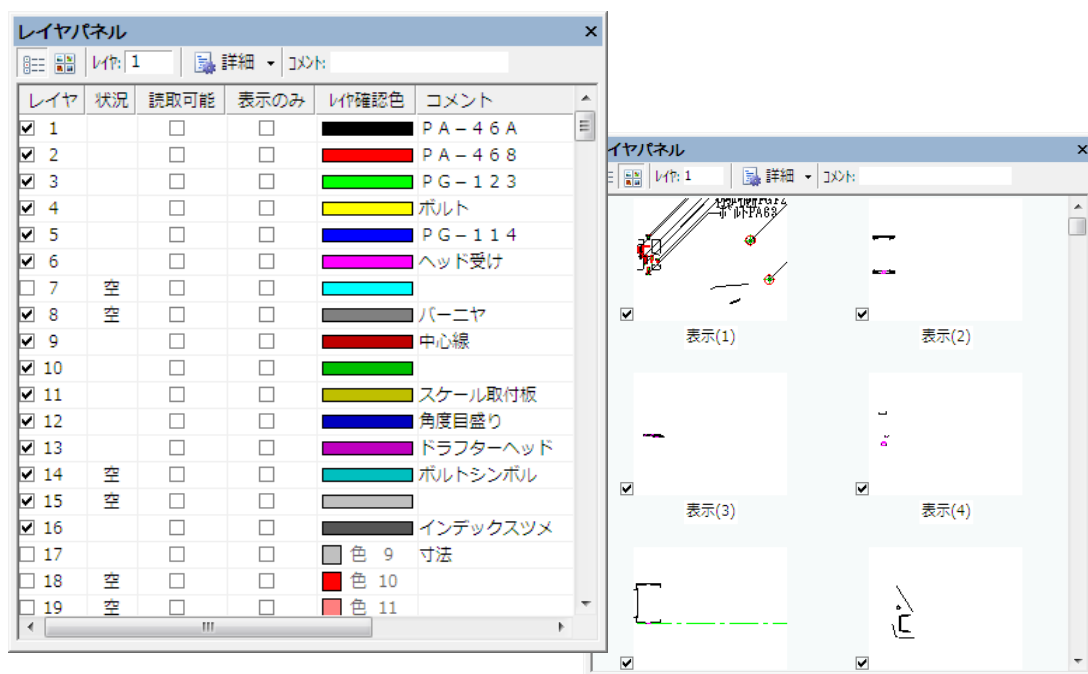 レイヤパネル
ﾚｲﾔ: 1 詳細 ｺﾒﾝﾄ:
レイヤ 状況 読取可能 表示のみ ﾚｲﾔ確認色 コメント
1 ＰＡ－４６Ａ
2 ＰＡ－４６８
3 ＰＧ－１２３
4 ボルト
5 ＰＧ－１１４
6 ヘッド受け
7 空
8 空 バーニヤ
9 中心線
10
11 スケール取付板
12 角度目盛り
13 ドラフターヘッド
14 空 ボルトシンボル
15 空
16 インデックスツメ
17 色 9 寸法
18 空 色 10
19 空 色 11
イヤパネル
ﾚｲﾔ: 1 詳細 ｺﾒﾝﾄ:
表示(1)
表示(2)
表示(3)
表示(4)